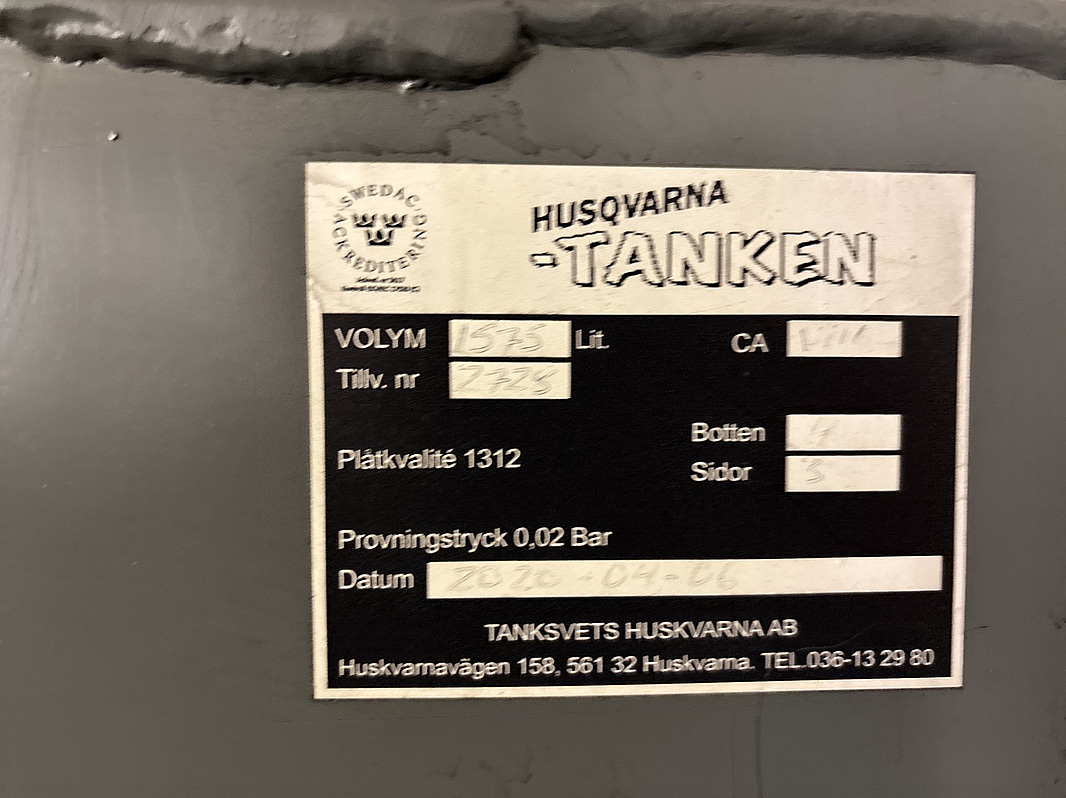 SWEDAC
ACKREDITERING
HUSQVARNA
-TANKEN
VOLYM 1575 Lit. CA
Tillv. nr 2728
Botten 4
Plåtkvalité 1312
Sidor 3
Provningstryck 0,02 Bar
Datum 2020-04-06
TANKSVETS HUSKVARNA AB
Huskvarnavägen 158, 561 32 Huskvarna. TEL.036-13 29 80